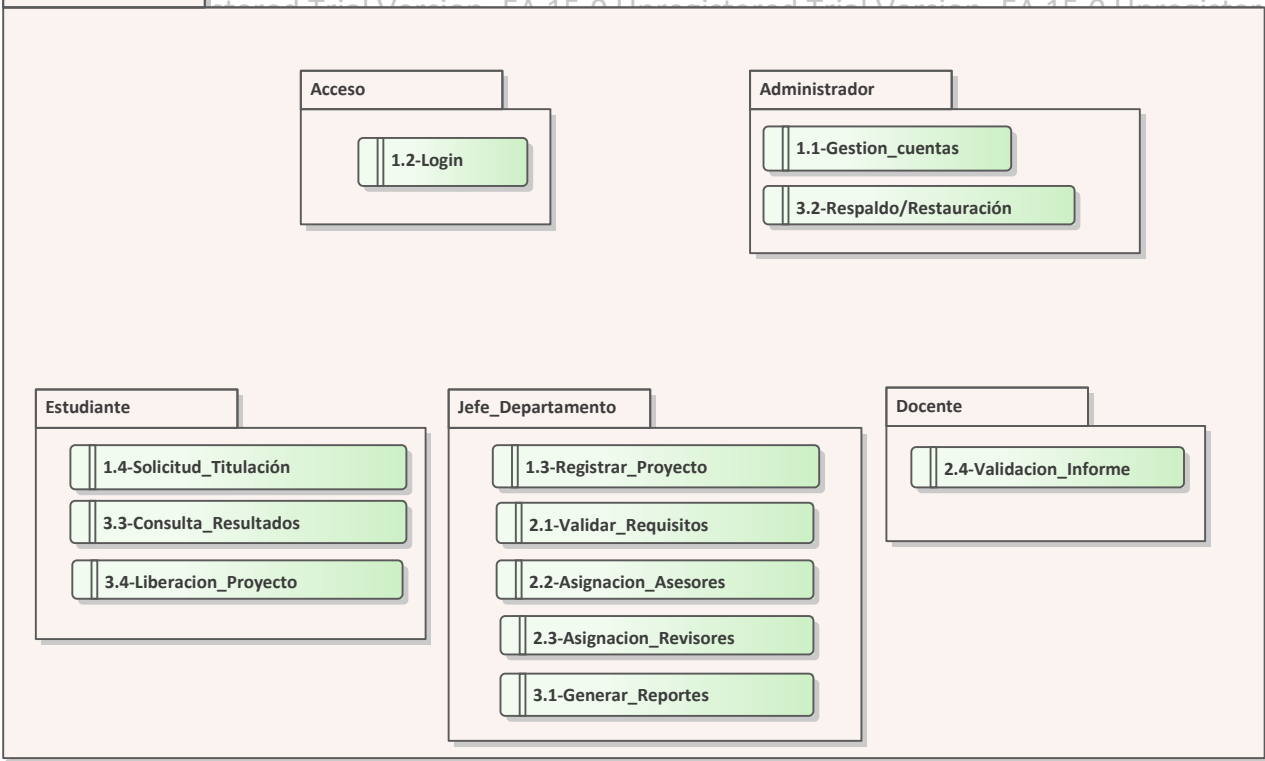 Acceso
1.2-Login
Administrador
1.1-Gestion_cuentas
3.2-Respaldo/Restauración
Estudiante
1.4-Solicitud_Titulación
3.3-Consulta_Resultados
3.4-Liberacion_Proyecto
Jefe_Departamento
1.3-Registrar_Proyecto
2.1-Validar_Requisitos
2.2-Asignacion_Asesores
2.3-Asignacion_Revisores
3.1-Generar_Reportes
Docente
2.4-Validacion_Informe